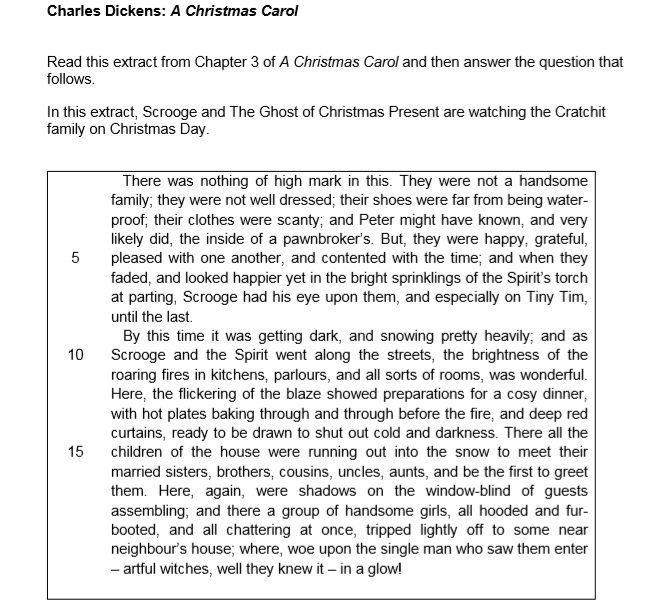 Charles Dickens: A Christmas Carol
Read this extract from Chapter 3 of A Christmas Carol and then answer the question that
follows.
In this extract, Scrooge and The Ghost of Christmas Present are watching the Cratchit
family on Christmas Day.
There was nothing of high mark in this. They were not a handsome
family; they were not well dressed; their shoes were far from being water-
proof; their clothes were scanty; and Peter might have known, and very
likely did, the inside of a pawnbroker's. But, they were happy, grateful,
5 pleased with one another, and contented with the time; and when they
faded, and looked happier yet in the bright sprinklings of the Spirit's torch
at parting, Scrooge had his eye upon them, and especially on Tiny Tim,
until the last.
By this time it was getting dark, and snowing pretty heavily; and as
10 Scrooge and the Spirit went along the streets, the brightness of the
roaring fires in kitchens, parlours, and all sorts of rooms, was wonderful.
Here, the flickering of the blaze showed preparations for a cosy dinner,
with hot plates baking through and through before the fire, and deep red
curtains, ready to be drawn to shut out cold and darkness. There all the
15 children of the house were running out into the snow to meet their
married sisters, brothers, cousins, uncles, aunts, and be the first to greet
them. Here, again, were shadows on the window-blind of guests
assembling; and there a group of handsome girls, all hooded and fur-
booted, and all chattering at once, tripped lightly off to some near
neighbour's house; where, woe upon the single man who saw them enter
– artful witches, well they knew it – in a glow!